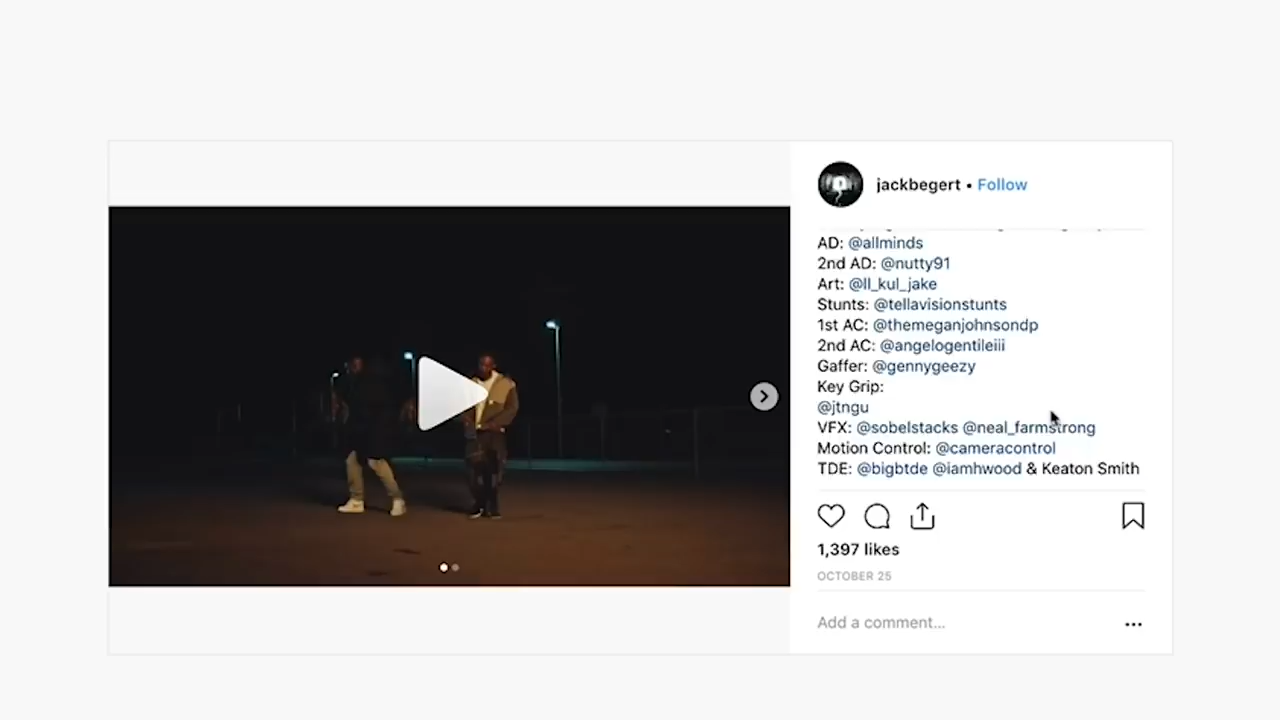 jackbegert • Follow
AD: @allminds
2nd AD: @nutty91
Art: @ll_kul_jake
Stunts: @tellavisionstunts
1st AC: @themeganjohnsondp
2nd AC: @angelogentileiii
Gaffer: @gennygeezy
Key Grip:
@jtngu
VFX: @sobelstacks @neal_farmstrong
Motion Control: @cameracontrol
TDE: @bigbtde @iamhwood & Keaton Smith
1,397 likes
OCTOBER 25
Add a comment...